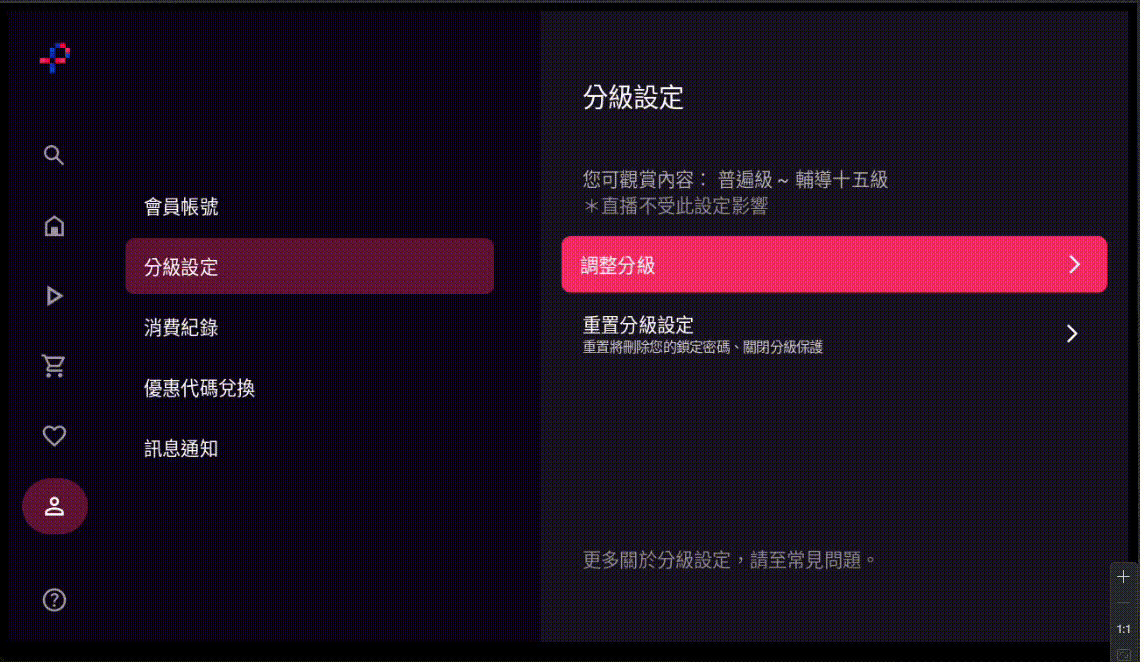 會員帳號
分級設定
消費紀錄
優惠代碼兌換
訊息通知
分級設定
您可觀賞內容： 普遍級 ~ 輔導十五級
＊直播不受此設定影響
調整分級
重置分級設定
重置將刪除您的鎖定密碼、關閉分級保護
更多關於分級設定，請至常見問題。
1:1